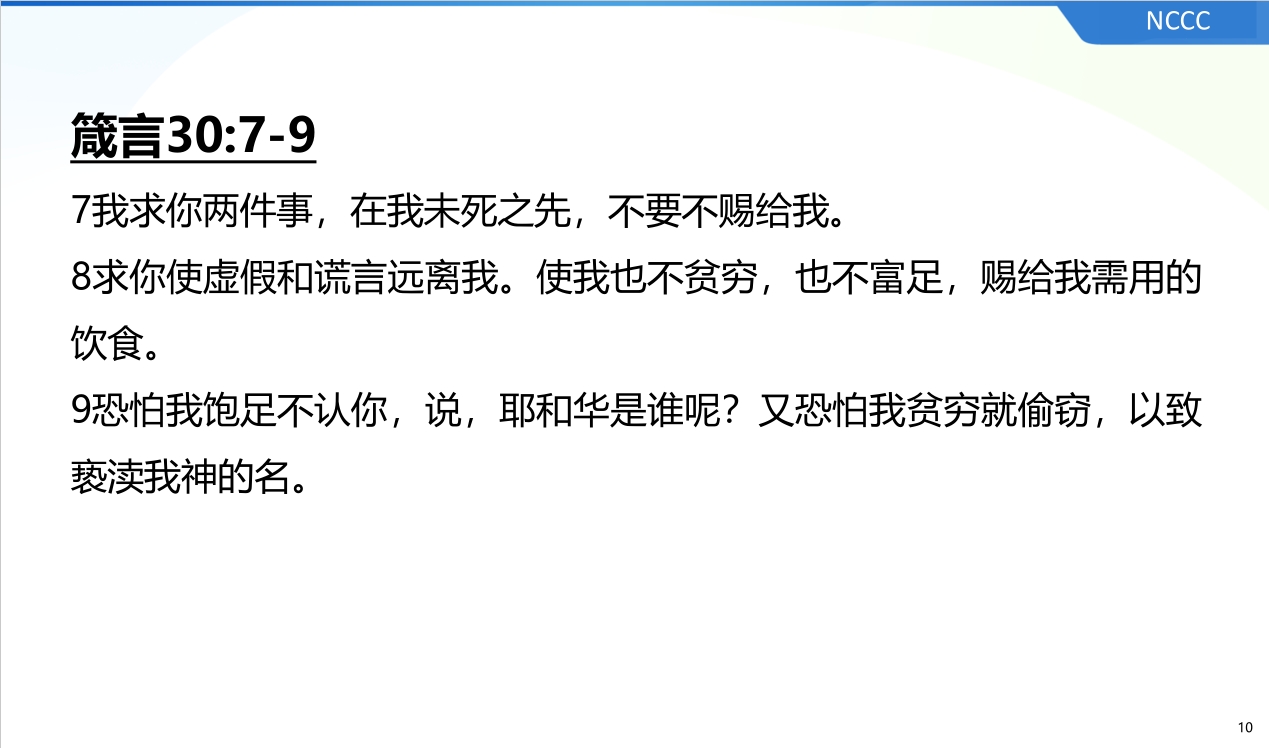 NCCC
箴言30:7-9
7我求你两件事，在我未死之先，不要不赐给我。
8求你使虚假和谎言远离我。使我也不贫穷，也不富足，赐给我需用的
饮食。
9恐怕我饱足不认你，说，耶和华是谁呢？又恐怕我贫穷就偷窃，以致
亵渎我神的名。
10